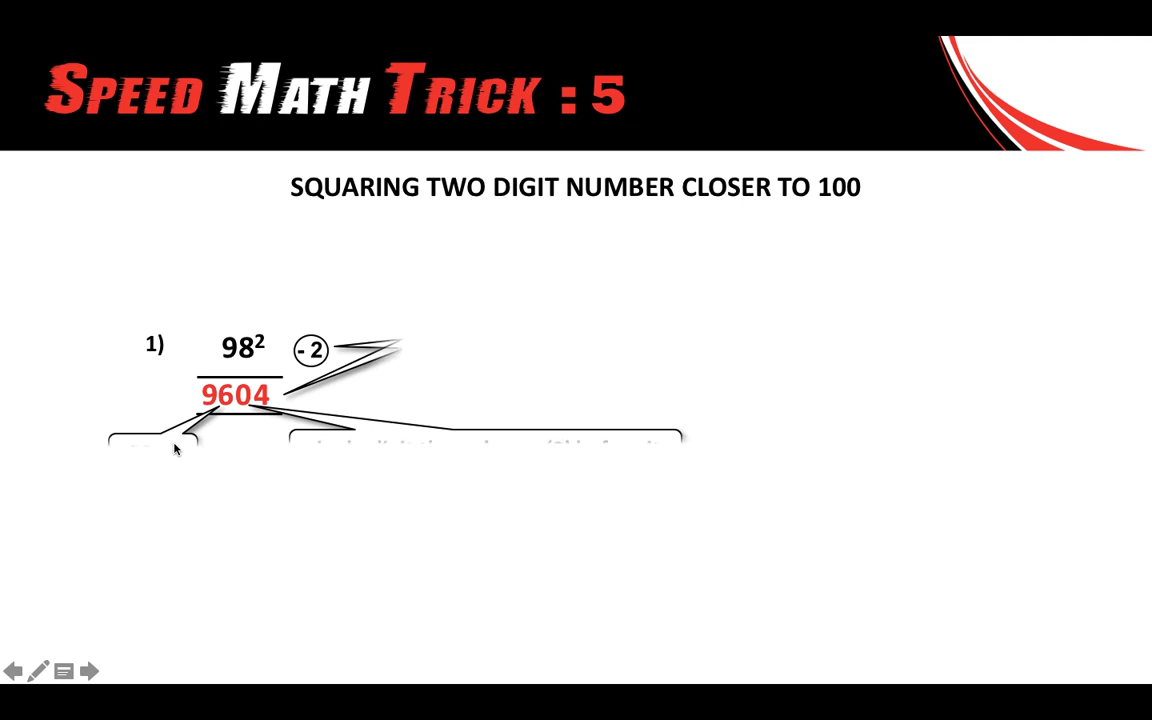 SPEED MATH TRICK : 5
SQUARING TWO DIGIT NUMBER CLOSER TO 100
1) 98² - 2
9604